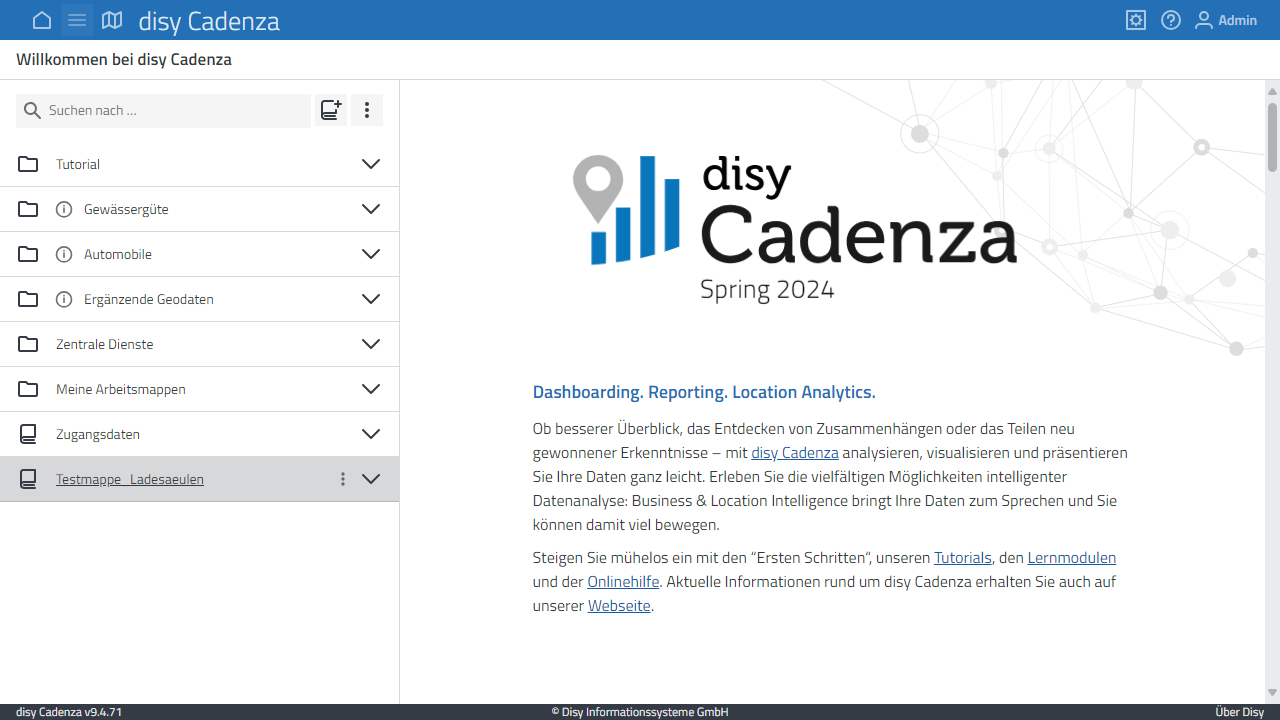 disy Cadenza
Admin
Willkommen bei disy Cadenza
Suchen nach ...
Tutorial
Gewässergüte
Automobile
Ergänzende Geodaten
Zentrale Dienste
Meine Arbeitsmappen
Zugangsdaten
Testmappe_Ladesaeulen
disy
Cadenza
Spring 2024
Dashboarding. Reporting. Location Analytics.
Ob besserer Überblick, das Entdecken von Zusammenhängen oder das Teilen neu
gewonnener Erkenntnisse – mit disy Cadenza analysieren, visualisieren und präsentieren
Sie Ihre Daten ganz leicht. Erleben Sie die vielfältigen Möglichkeiten intelligenter
Datenanalyse: Business & Location Intelligence bringt Ihre Daten zum Sprechen und Sie
können damit viel bewegen.
Steigen Sie mühelos ein mit den “Ersten Schritten“, unseren Tutorials, den Lernmodulen
und der Onlinehilfe. Aktuelle Informationen rund um disy Cadenza erhalten Sie auch auf
unserer Webseite.
disy Cadenza v9.4.71
© Disy Informationssysteme GmbH
Über Disy